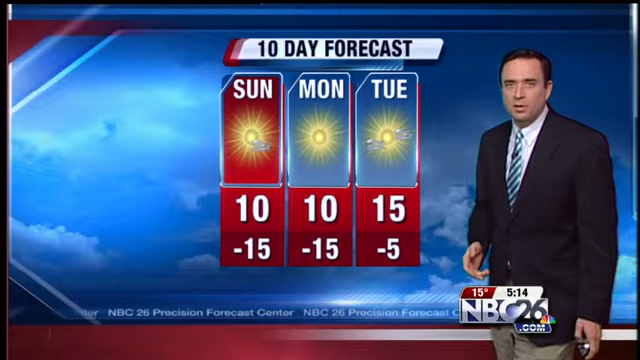 10 DAY FORECAST
SUN MON TUE
10 10 15
-15 -15 -5
NBC 26 Precision Forecast Center NBC 26 Precision Forecast C
15° 5:14
NBC26
.COM